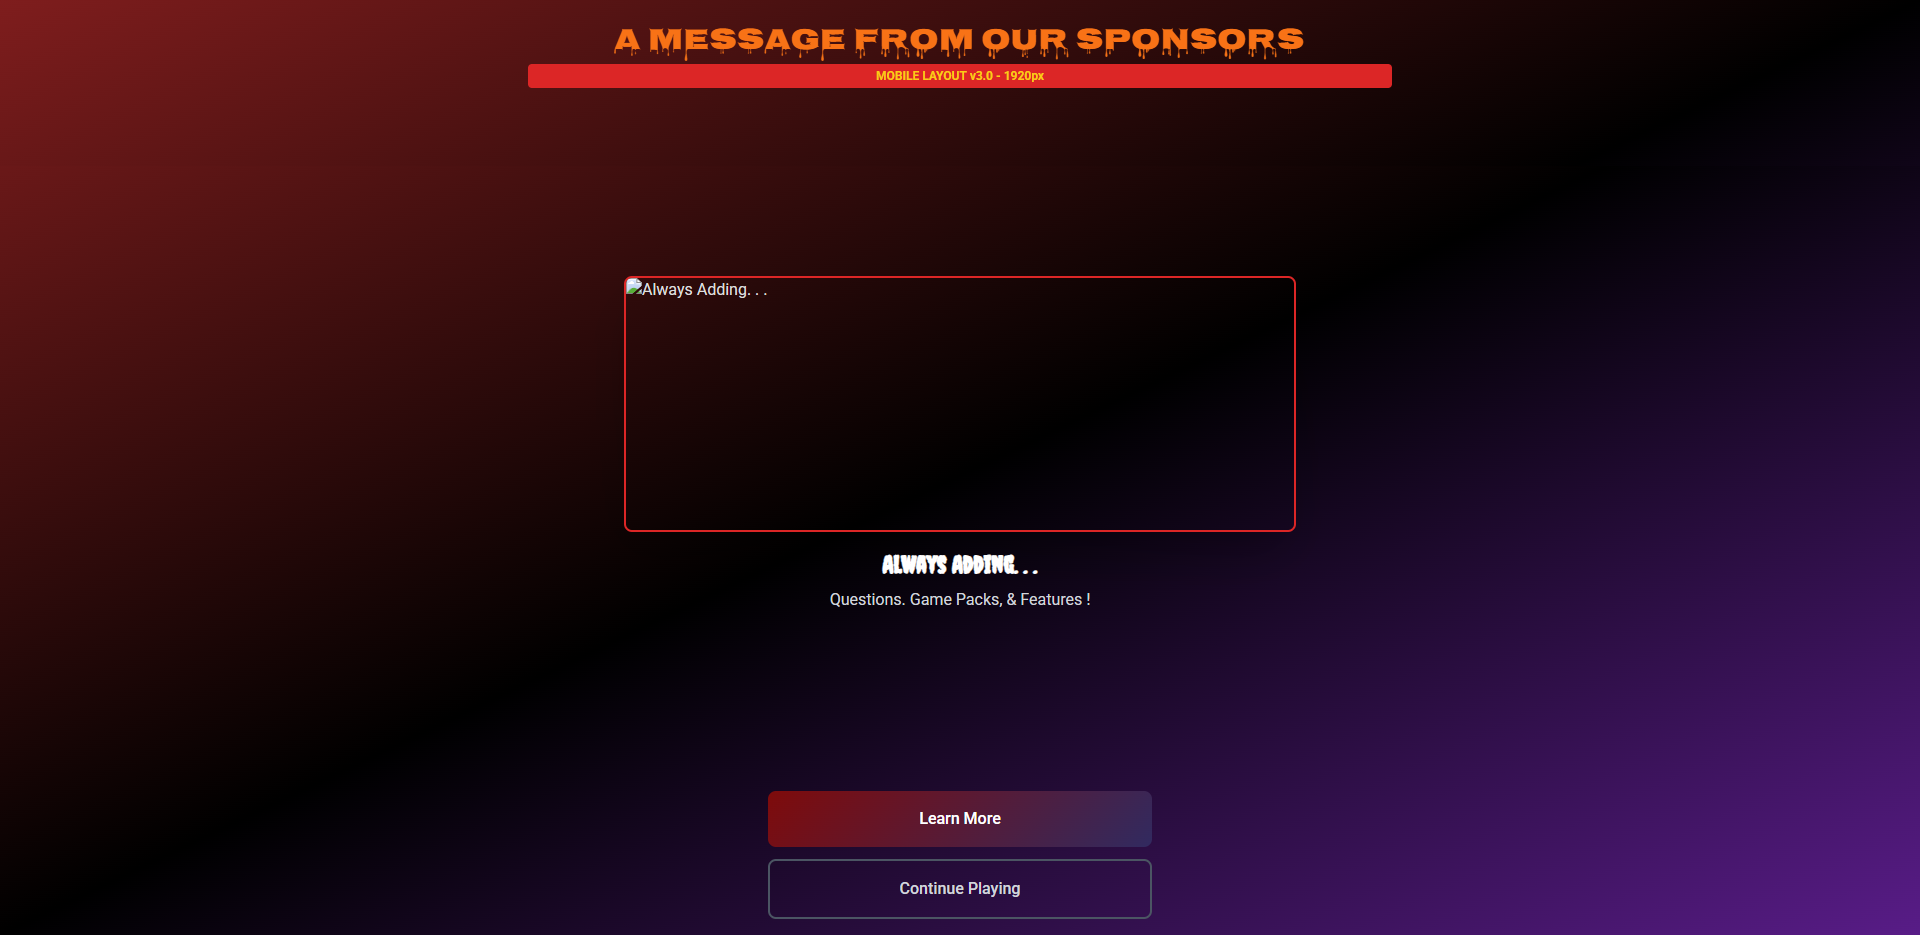 A MESSAGE FROM OUR SPONSORS
MOBILE LAYOUT v3.0 - 1920px
Always Adding. . .
ALWAYS ADDING. . .
Questions. Game Packs, & Features !
Learn More
Continue Playing